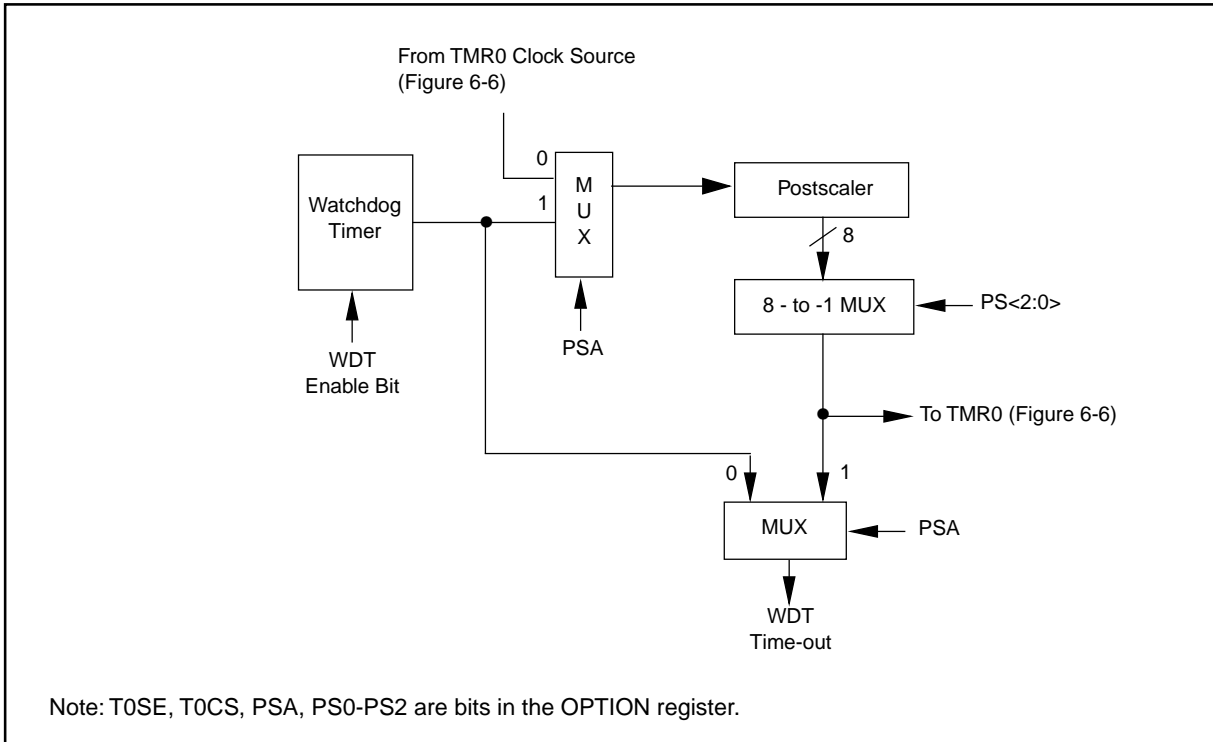 From TMR0 Clock Source
(Figure 6-6)
0
1
M
U
X
Watchdog
Timer
Postscaler
8
8 - to -1 MUX
PS<2:0>
PSA
WDT
Enable Bit
To TMR0 (Figure 6-6)
0
1
MUX
PSA
WDT
Time-out
Note: T0SE, T0CS, PSA, PS0-PS2 are bits in the OPTION register.